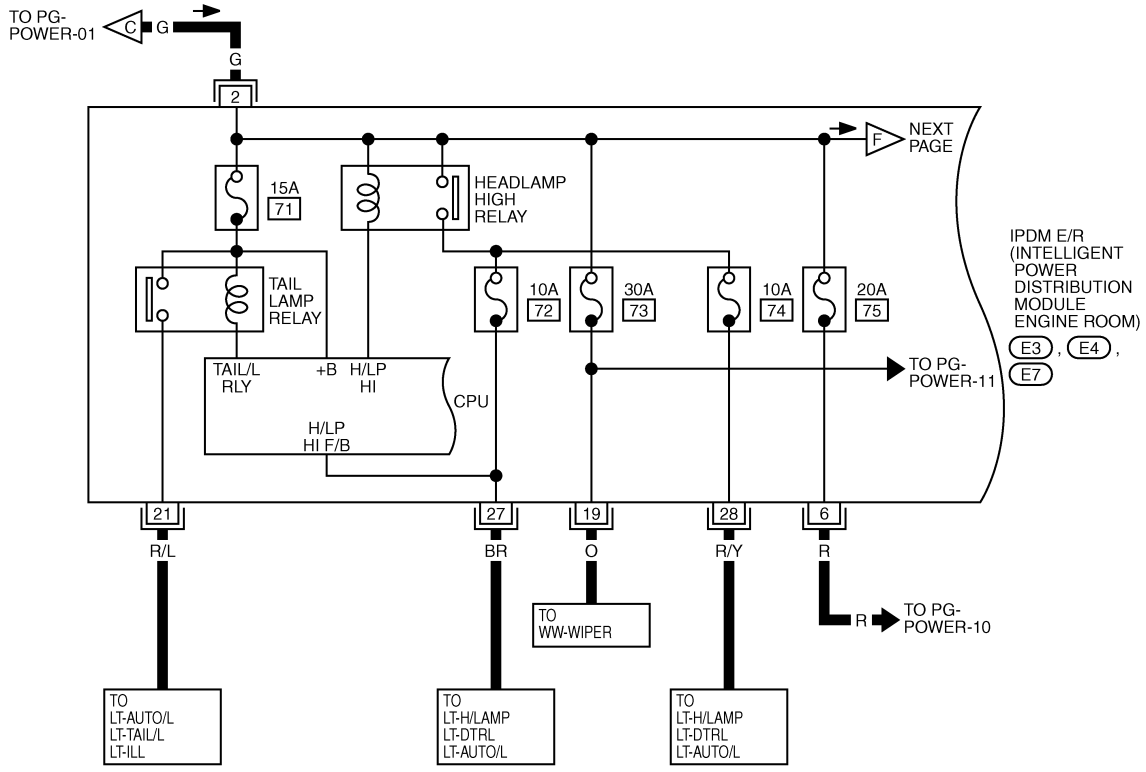 TO PG-
POWER-01
C
G
G
2
F
NEXT
PAGE
15A
71
HEADLAMP
HIGH
RELAY
TAIL
LAMP
RELAY
10A
72
30A
73
10A
74
20A
75
IPDM E/R
(INTELLIGENT
POWER
DISTRIBUTION
MODULE
ENGINE ROOM)
E3 , E4 ,
E7
TAIL/L
RLY
+B
H/LP
HI
CPU
H/LP
HI F/B
TO PG-
POWER-11
21
27
19
28
6
R/L
BR
O
R/Y
R
TO
WW-WIPER
R
TO PG-
POWER-10
TO
LT-AUTO/L
LT-TAIL/L
LT-ILL
TO
LT-H/LAMP
LT-DTRL
LT-AUTO/L
TO
LT-H/LAMP
LT-DTRL
LT-AUTO/L